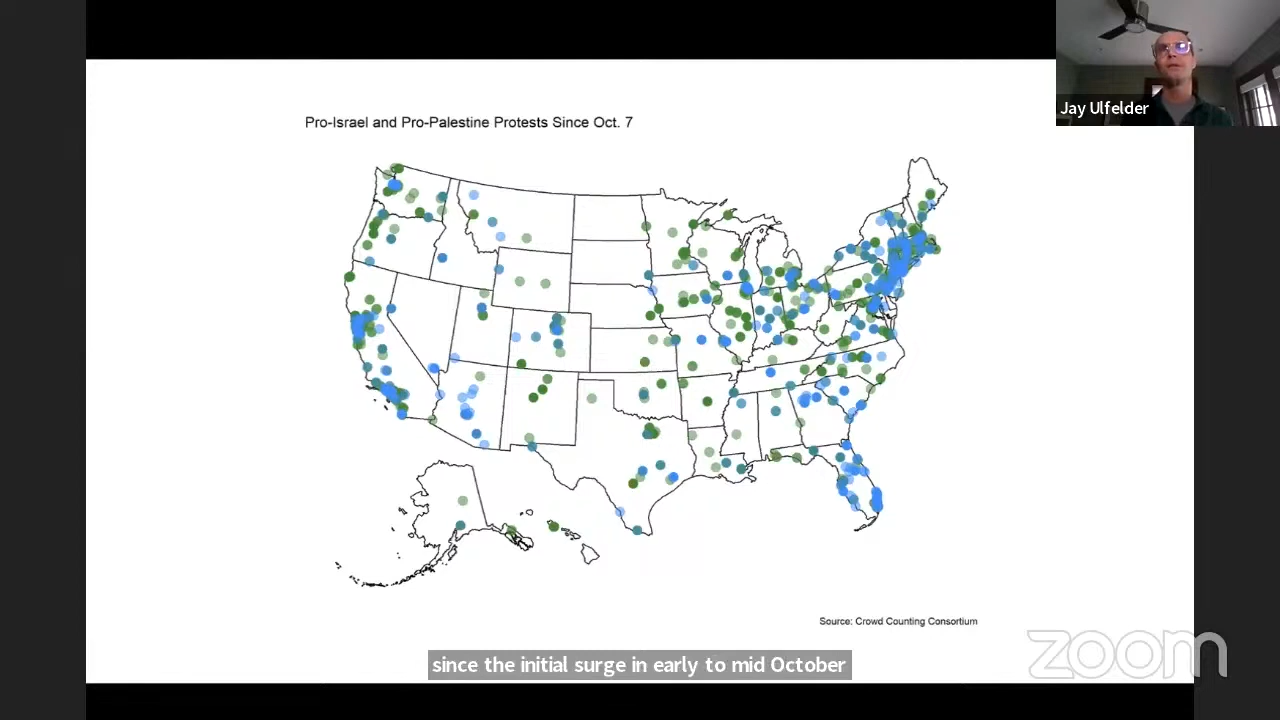 Jay Ulfelder
Pro-Israel and Pro-Palestine Protests Since Oct. 7
Source: Crowd Counting Consortium
since the initial surge in early to mid October
zoom